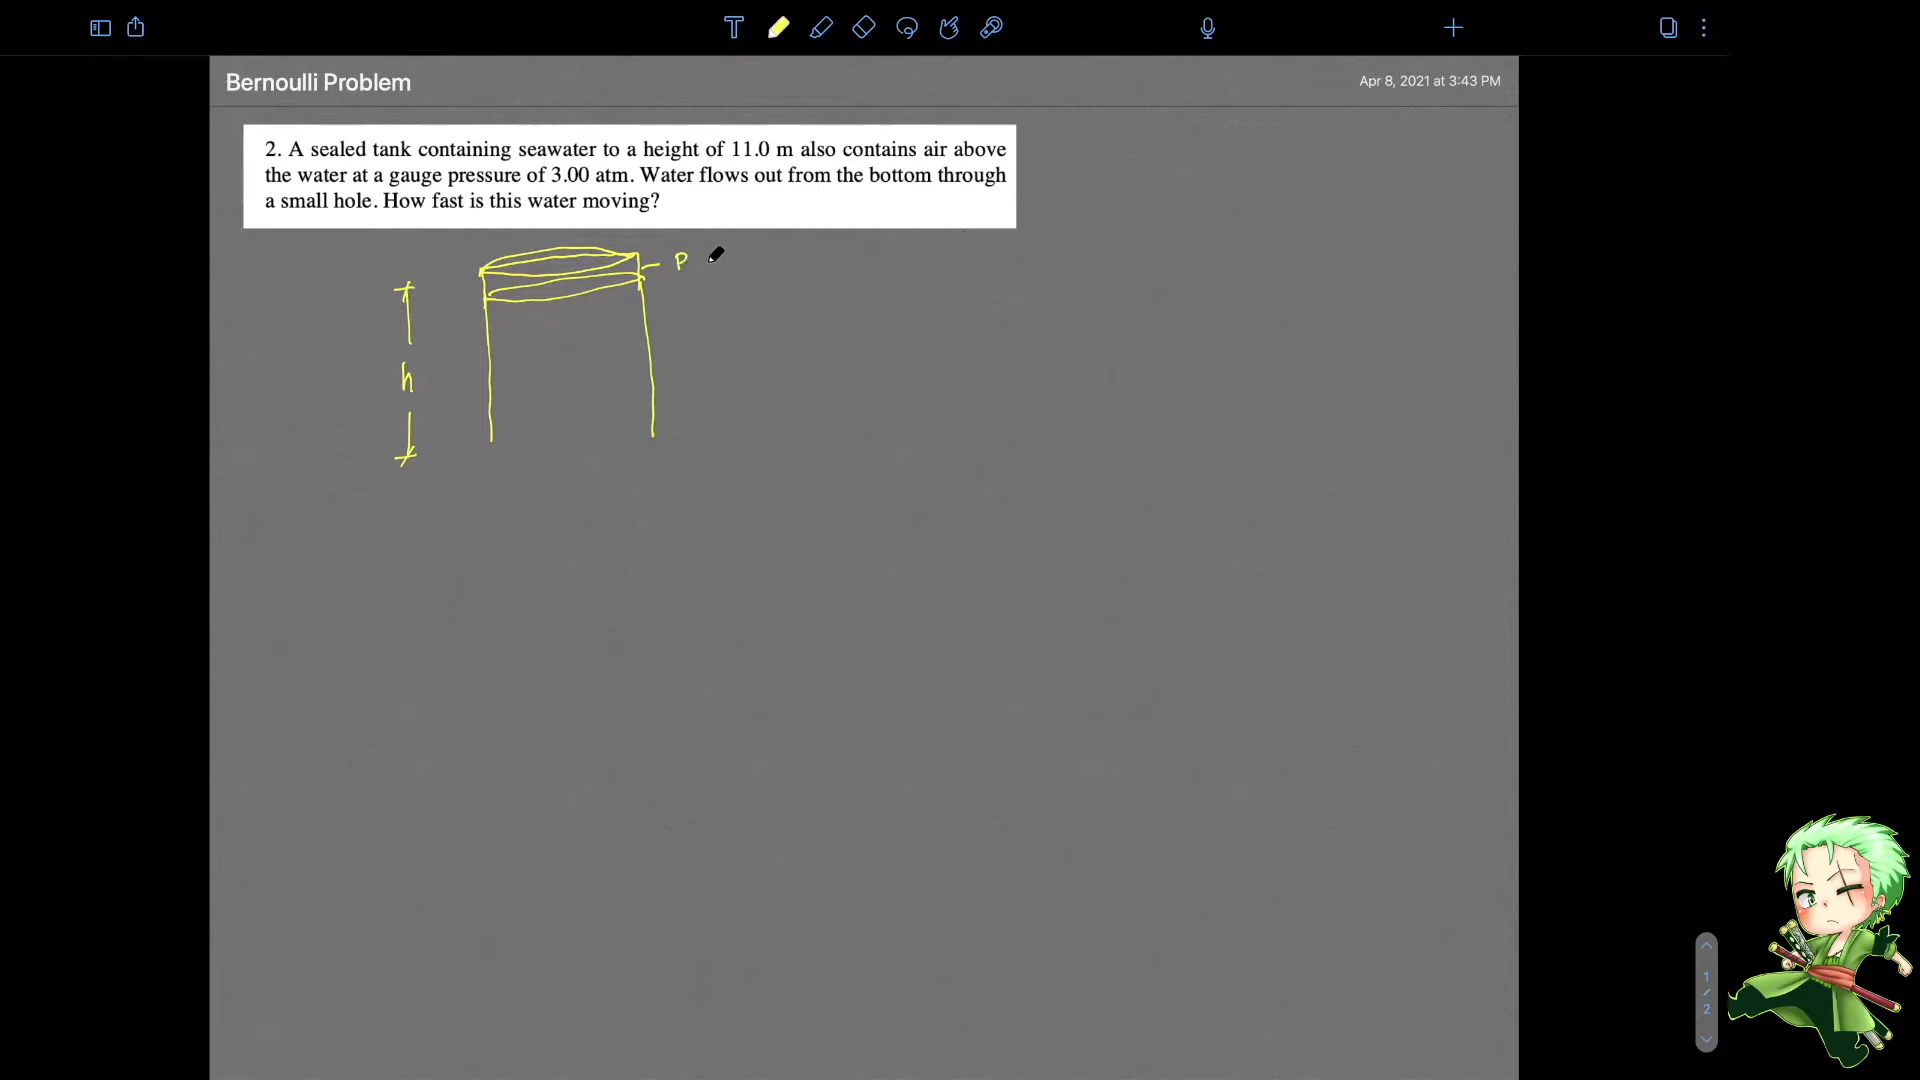 Bernoulli Problem
Apr 8, 2021 at 3:43 PM
2. A sealed tank containing seawater to a height of 11.0 m also contains air above
the water at a gauge pressure of 3.00 atm. Water flows out from the bottom through
a small hole. How fast is this water moving?
P
h
1
/
2